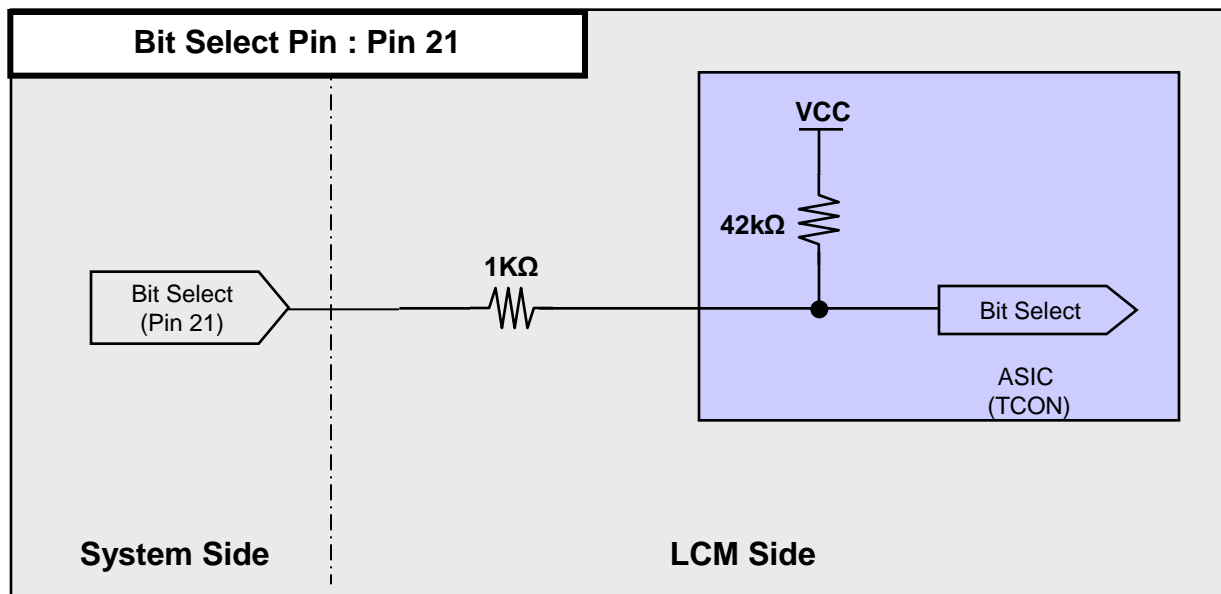 Bit Select Pin : Pin 21
VCC
42kΩ
1KΩ
Bit Select
(Pin 21)
Bit Select
ASIC
(TCON)
System Side
LCM Side